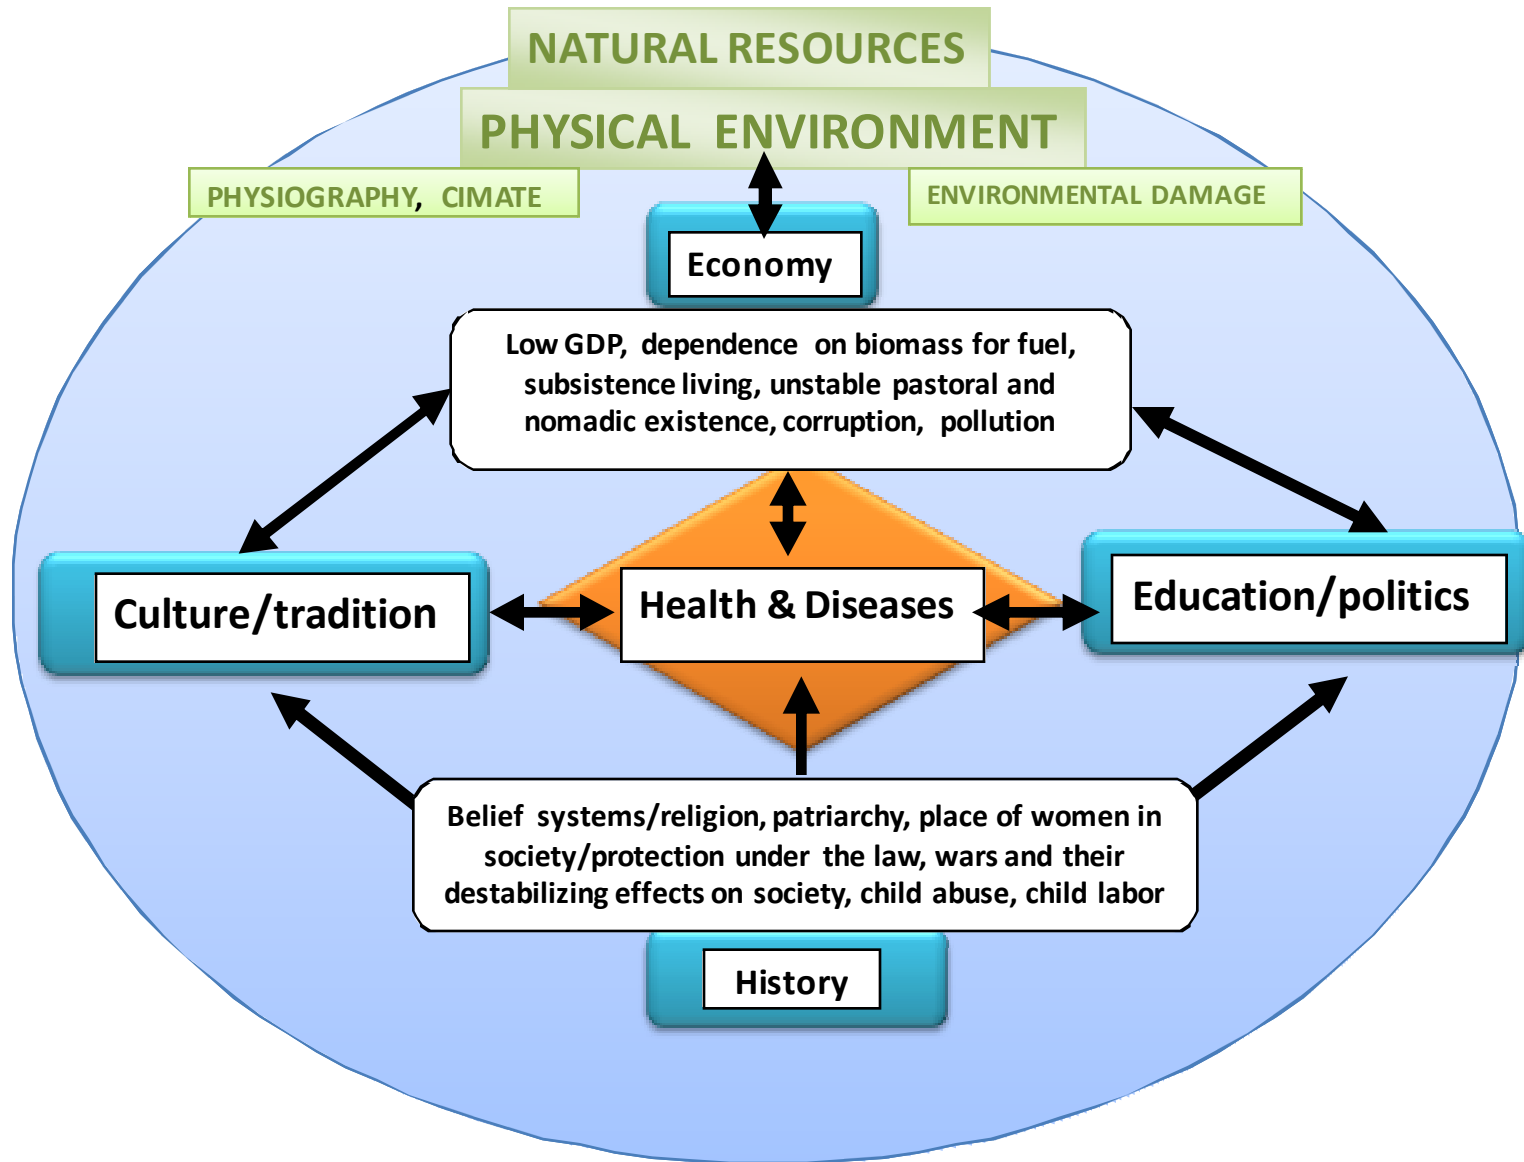 NATURAL RESOURCES
PHYSICAL ENVIRONMENT
PHYSIOGRAPHY, CIMATE
ENVIRONMENTAL DAMAGE
Economy
Low GDP, dependence on biomass for fuel,
subsistence living, unstable pastoral and
nomadic existence, corruption, pollution
Culture/tradition
Health & Diseases
Education/politics
Belief systems/religion, patriarchy, place of women in
society/protection under the law, wars and their
destabilizing effects on society, child abuse, child labor
History